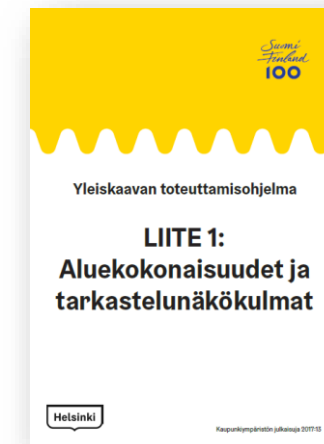 Suomi
Finland
100
Yleiskaavan toteuttamisohjelma
LIITE 1:
Aluekokonaisuudet ja
tarkastelunäkökulmat
Helsinki
Kaupunkiympäristön julkaisuja 2017:13